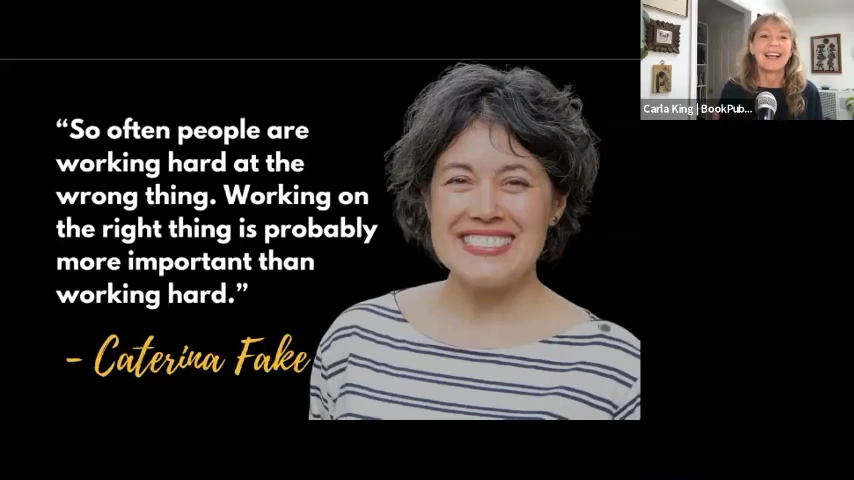 Carla King | BookPub...
“So often people are
working hard at the
wrong thing. Working on
the right thing is probably
more important than
working hard.”
- Caterina Fake